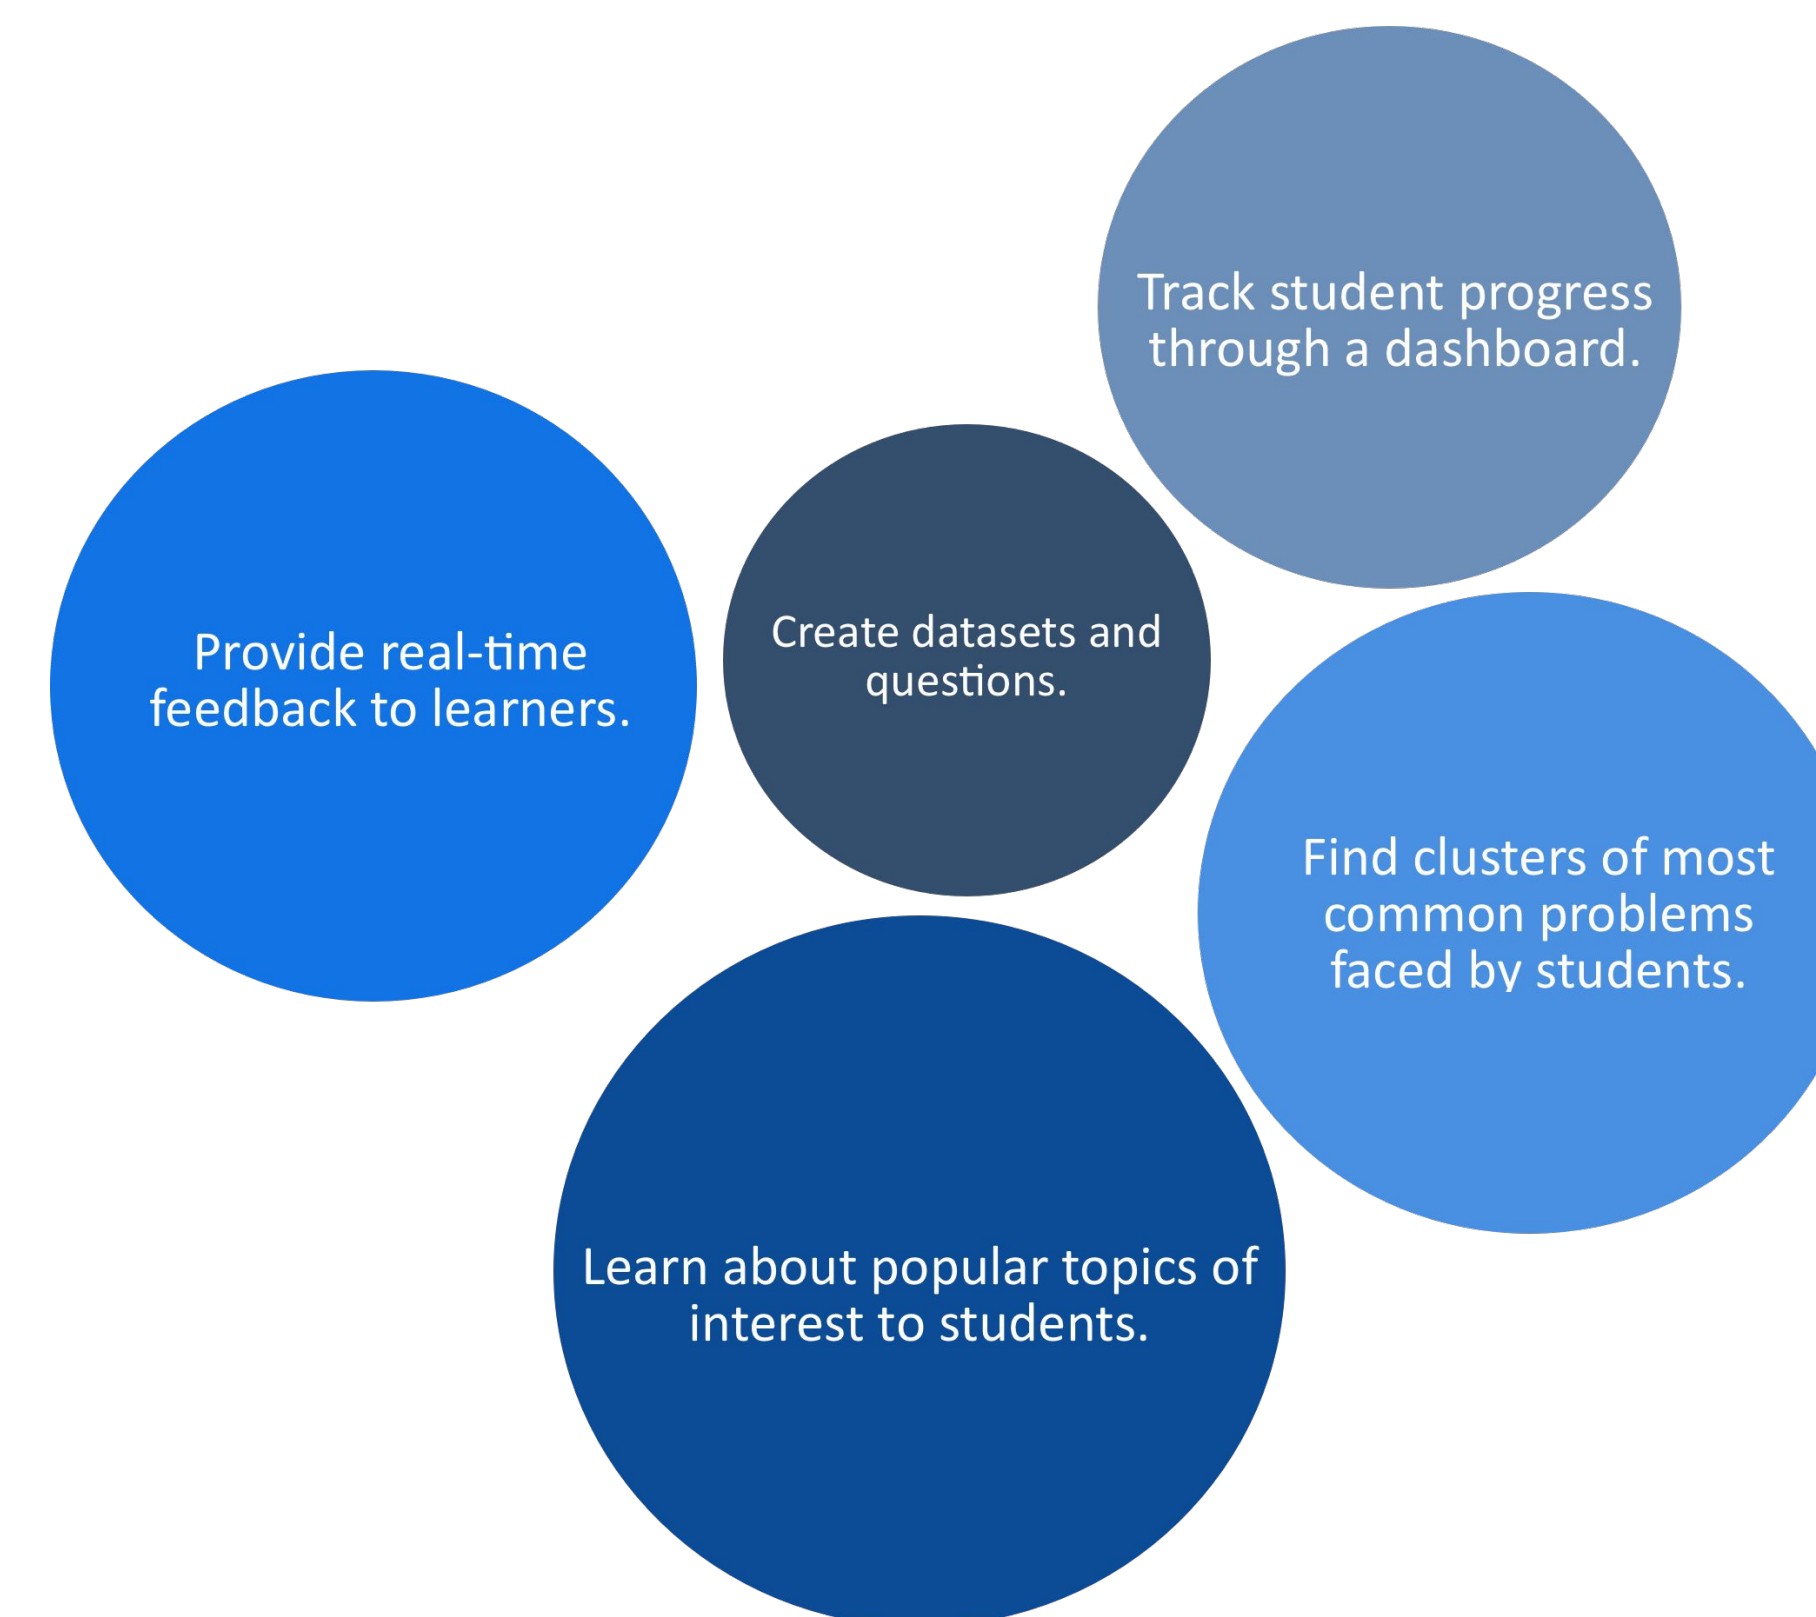 Track student progress
through a dashboard.
Provide real-time
feedback to learners.
Create datasets and
questions.
Find clusters of most
common problems
faced by students.
Learn about popular topics of
interest to students.